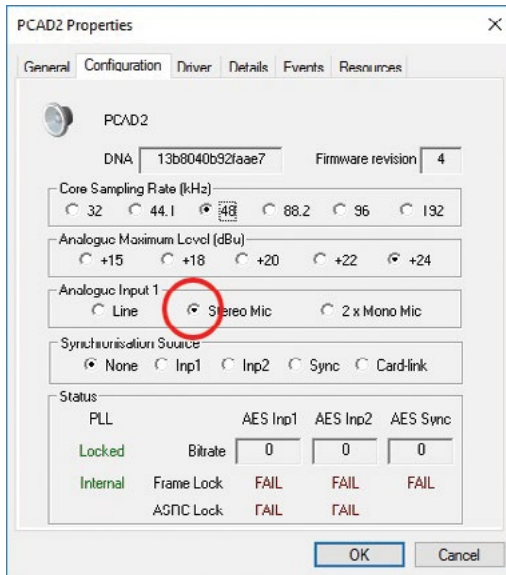 PCAD2 Properties
General Configuration Driver Details Events Resources
PCAD2
DNA 13b8040b92faae7 Firmware revision 4
Core Sampling Rate (kHz)
32 44.1 48 88.2 96 192
Analogue Maximum Level (dBu)
+15 +18 +20 +22 +24
Analogue Input 1
Line Stereo Mic 2 x Mono Mic
Synchronisation Source
None Inp1 Inp2 Sync Card-link
Status
PLL AES Inp1 AES Inp2 AES Sync
Locked Bitrate 0 0 0
Internal Frame Lock FAIL FAIL FAIL
ASRC Lock FAIL FAIL
OK Cancel